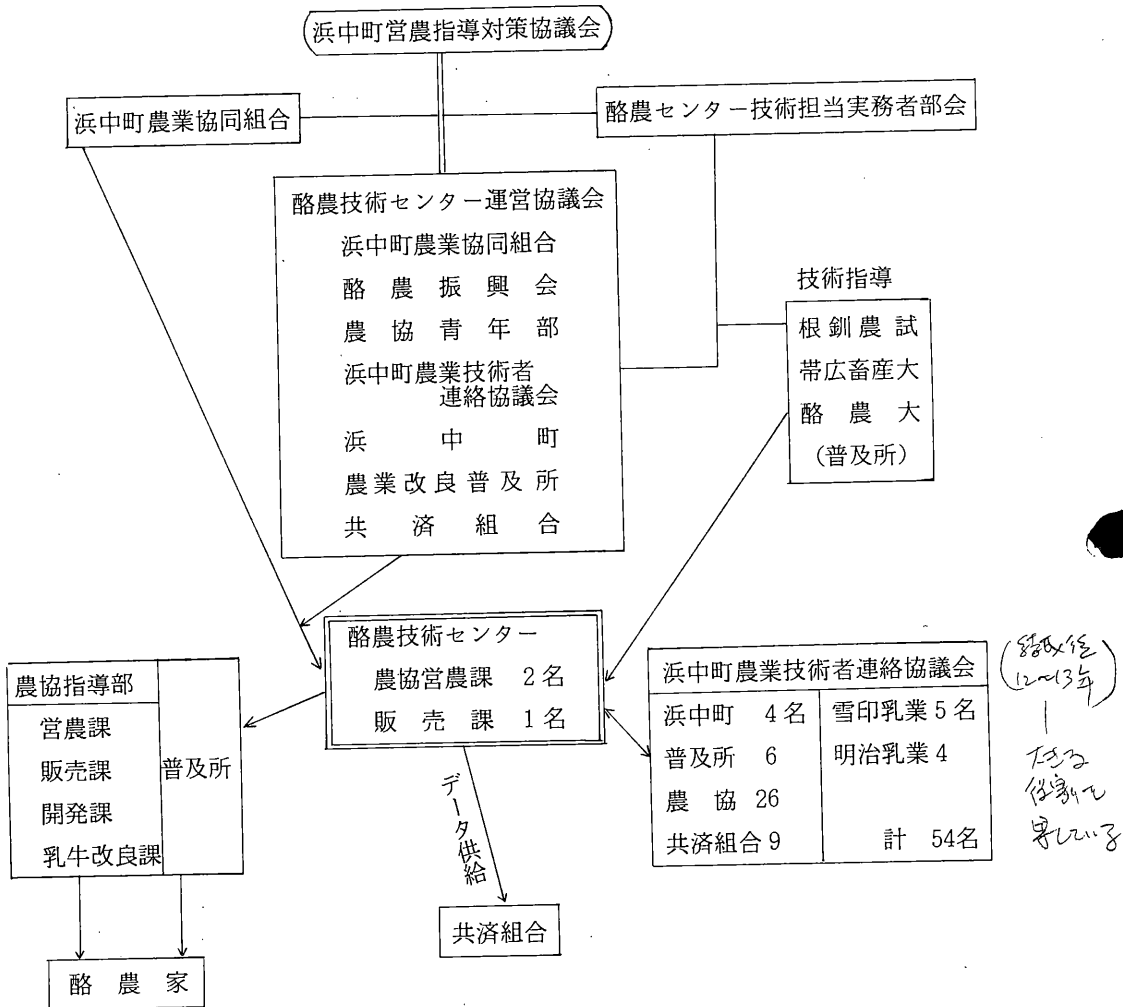 浜中町営農指導対策協議会
浜中町農業協同組合
酪農センター技術担当実務者部会
酪農技術センター運営協議会
浜中町農業協同組合
酪農振興会
農協青年部
浜中町農業技術者
連絡協議会
浜中町
農業改良普及所
共済組合
技術指導
根釧農試
帯広畜産大
酪農大
(普及所)
酪農技術センター
農協営農課 2名
販売課 1名
農協指導部
営農課
販売課
開発課
乳牛改良課
普及所
酪農家
データ供給
共済組合
浜中町農業技術者連絡協議会
浜中町 4名
普及所 6
農協 26
共済組合 9
雪印乳業 5名
明治乳業 4
計 54名
(結成後
12〜13年)
大きな
役割を
果している